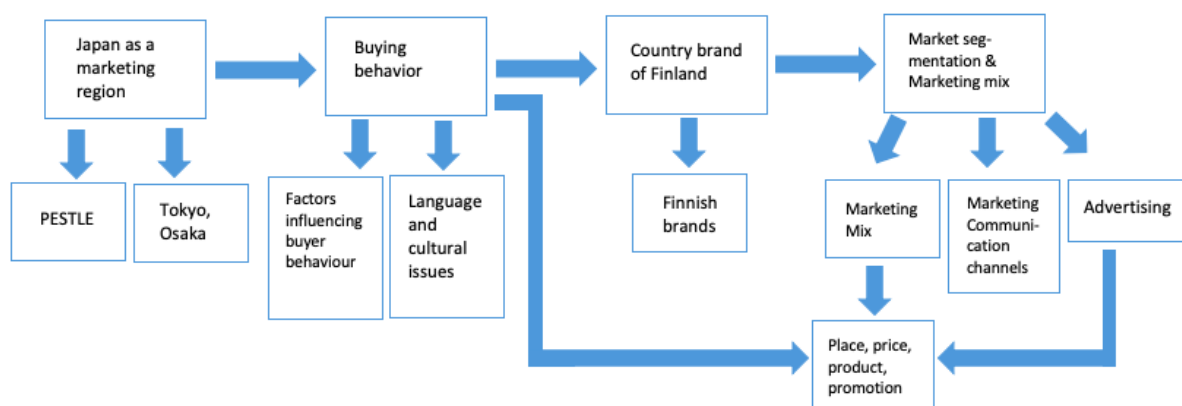 Japan as a
marketing
region
Buying
behavior
Country brand
of Finland
Market seg-
mentation &
Marketing mix
PESTLE
Tokyo,
Osaka
Factors
influencing
buyer
behaviour
Language
and
cultural
issues
Finnish
brands
Marketing
Mix
Marketing
Communi-
cation
channels
Advertising
Place, price,
product,
promotion